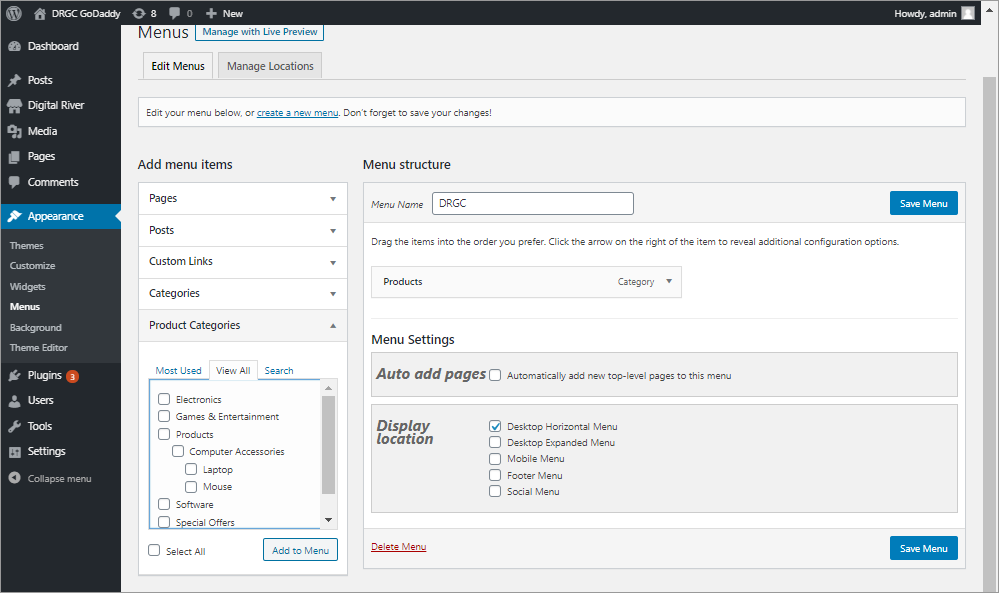 DRGC GoDaddy 8 0 New Howdy, admin
Dashboard
Posts
Digital River
Media
Pages
Comments
Appearance
Themes
Customize
Widgets
Menus
Background
Theme Editor
Plugins 3
Users
Tools
Settings
Collapse menu
Menus Manage with Live Preview
Edit Menus Manage Locations
Edit your menu below, or create a new menu. Don't forget to save your changes!
Add menu items
Pages
Posts
Custom Links
Categories
Product Categories
Most Used View All Search
Electronics
Games & Entertainment
Products
Computer Accessories
Laptop
Mouse
Software
Special Offers
Select All Add to Menu
Menu structure
Menu Name DRGC Save Menu
Drag the items into the order you prefer. Click the arrow on the right of the item to reveal additional configuration options.
Products Category
Menu Settings
Auto add pages Automatically add new top-level pages to this menu
Display
location
Desktop Horizontal Menu
Desktop Expanded Menu
Mobile Menu
Footer Menu
Social Menu
Delete Menu Save Menu